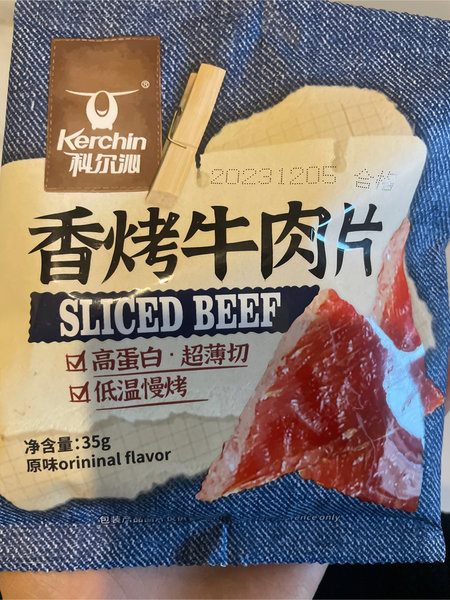 ®
Kerchin
科尔沁
20231205 合格
香烤牛肉片
SLICED BEEF
高蛋白·超薄切
低温慢烤
净含量:35g
原味orininal flavor